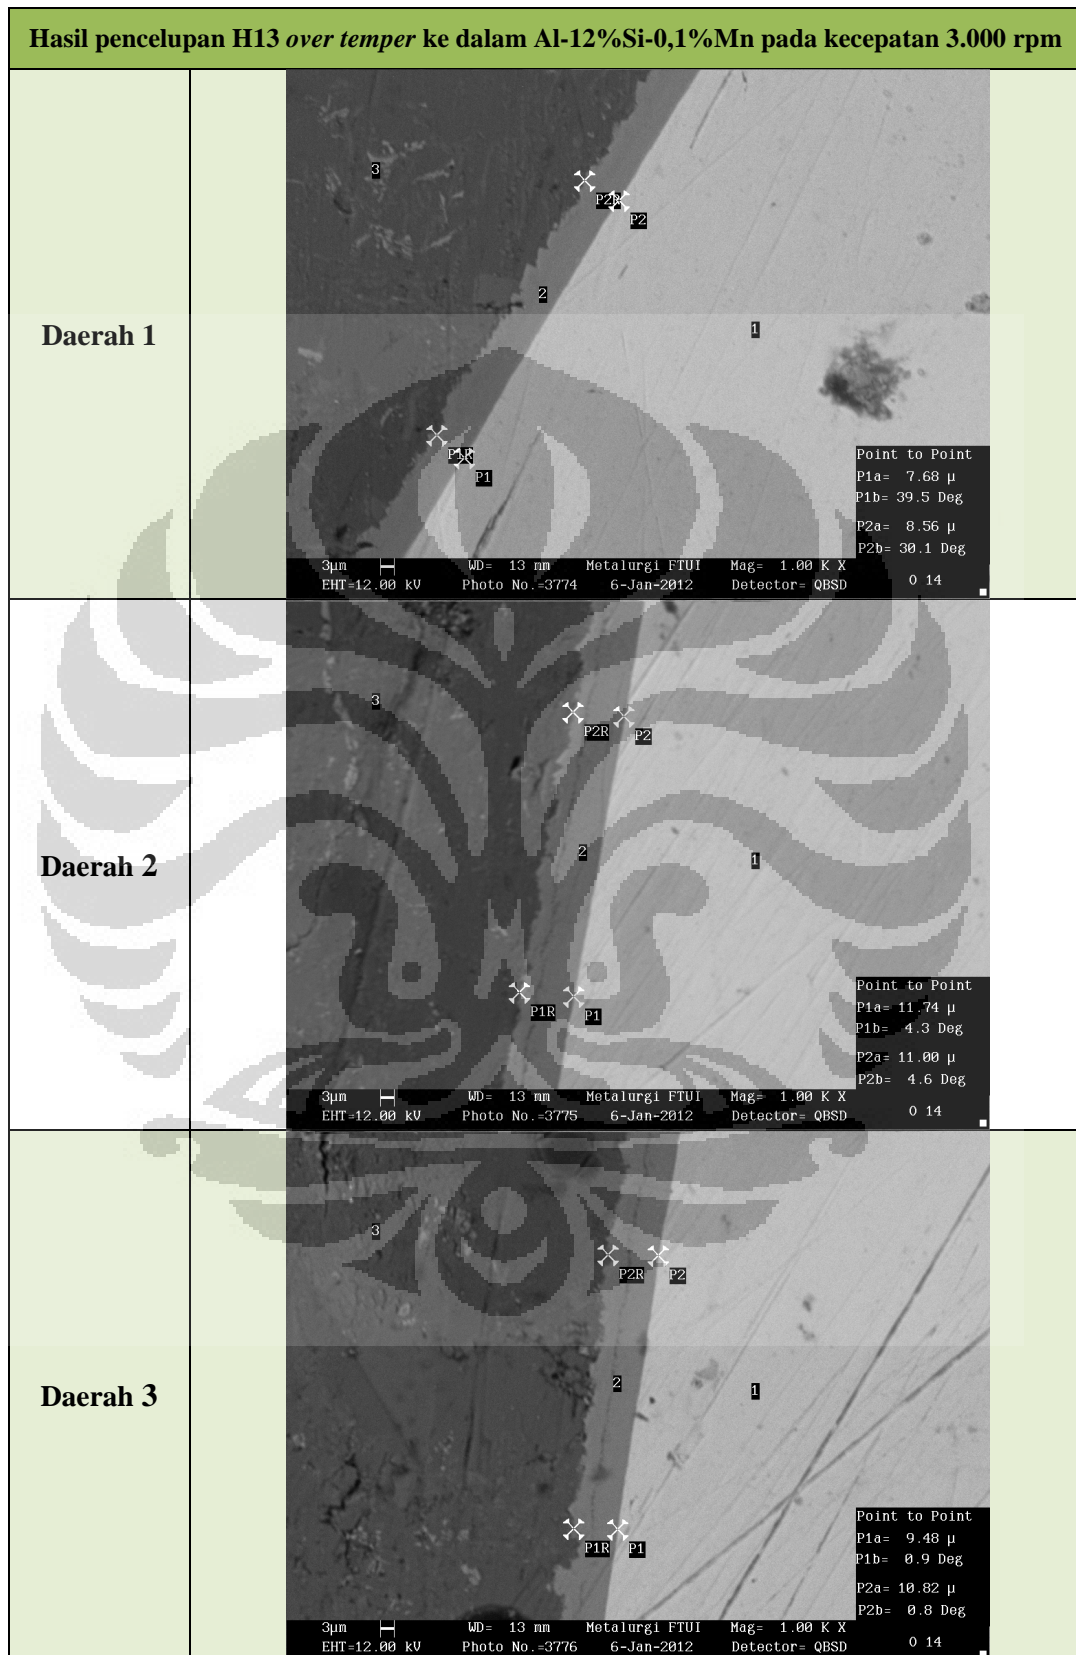 Hasil pencelupan H13 over temper ke dalam Al-12%Si-0,1%Mn pada kecepatan 3.000 rpm
Daerah 1
3
P2R
P2
2
1
P1R
P1
Point to Point
P1a= 7.68 µ
P1b= 39.5 Deg
P2a= 8.56 µ
P2b= 30.1 Deg
O 14
3µm WD= 13 mm Metalurgi FTUI Mag= 1.00 K X
EHT=12.00 kV Photo No.=3774 6-Jan-2012 Detector= QBSD
Daerah 2
3
P2R P2
2
1
P1R P1
Point to Point
P1a= 11.74 µ
P1b= 4.3 Deg
P2a= 11.00 µ
P2b= 4.6 Deg
O 14
3µm WD= 13 mm Metalurgi FTUI Mag= 1.00 K X
EHT=12.00 kV Photo No.=3775 6-Jan-2012 Detector= QBSD
Daerah 3
3
P2R P2
2
1
P1R P1
Point to Point
P1a= 9.48 µ
P1b= 0.9 Deg
P2a= 10.82 µ
P2b= 0.8 Deg
O 14
3µm WD= 13 mm Metalurgi FTUI Mag= 1.00 K X
EHT=12.00 kV Photo No.=3776 6-Jan-2012 Detector= QBSD